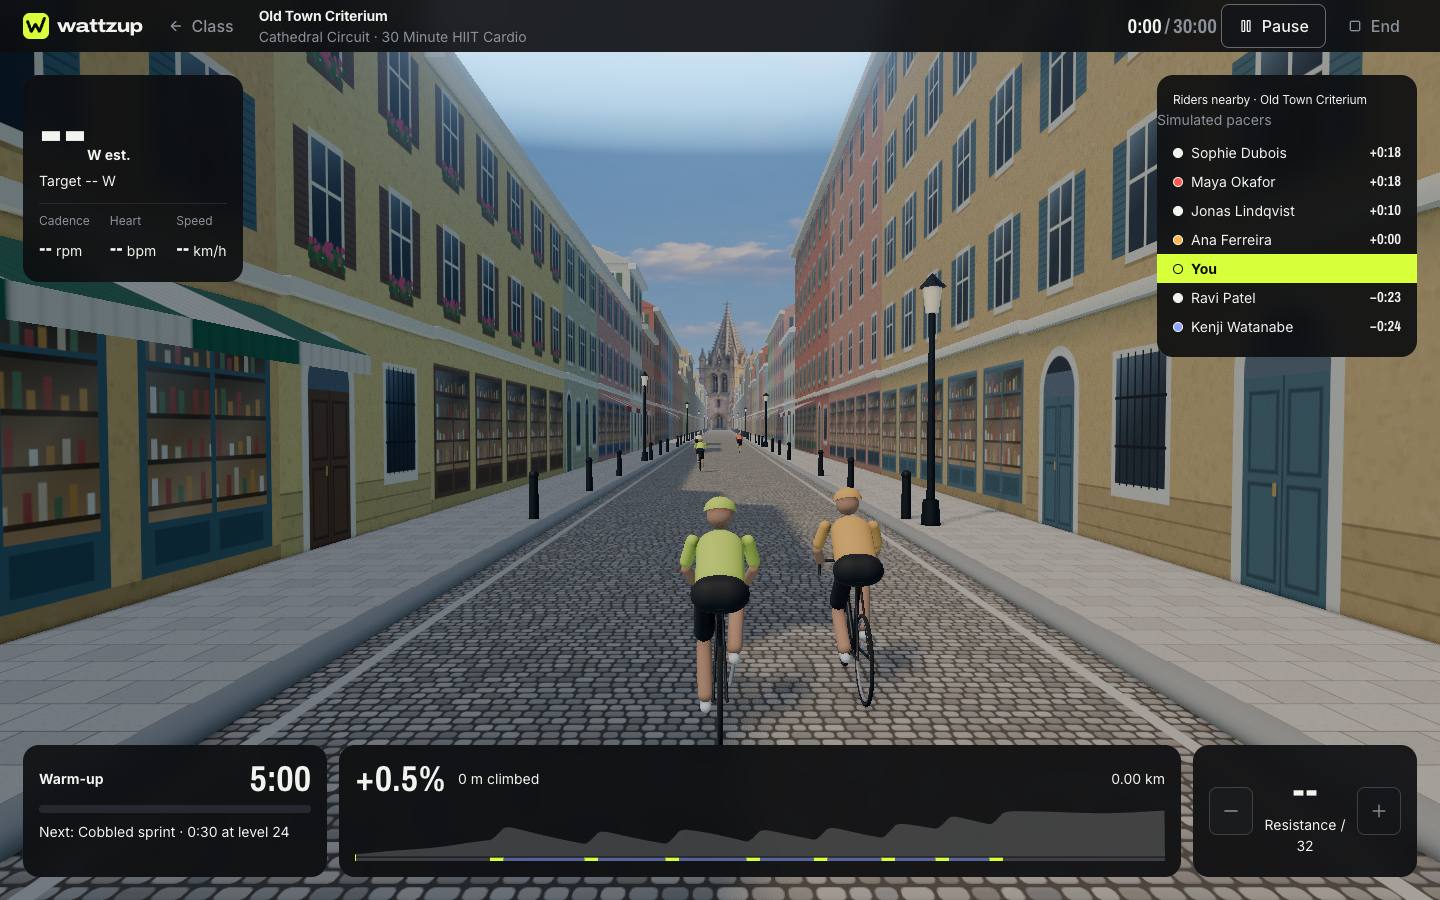 wattzup
Class
Old Town Criterium
Cathedral Circuit · 30 Minute HIIT Cardio
0:00 / 30:00
Pause
End
--
W est.
Target -- W
Cadence Heart Speed
-- rpm -- bpm -- km/h
Riders nearby · Old Town Criterium
Simulated pacers
Sophie Dubois +0:18
Maya Okafor +0:18
Jonas Lindqvist +0:10
Ana Ferreira +0:00
You
Ravi Patel −0:23
Kenji Watanabe −0:24
Warm-up 5:00
Next: Cobbled sprint · 0:30 at level 24
+0.5% 0 m climbed 0.00 km
--
Resistance /
32